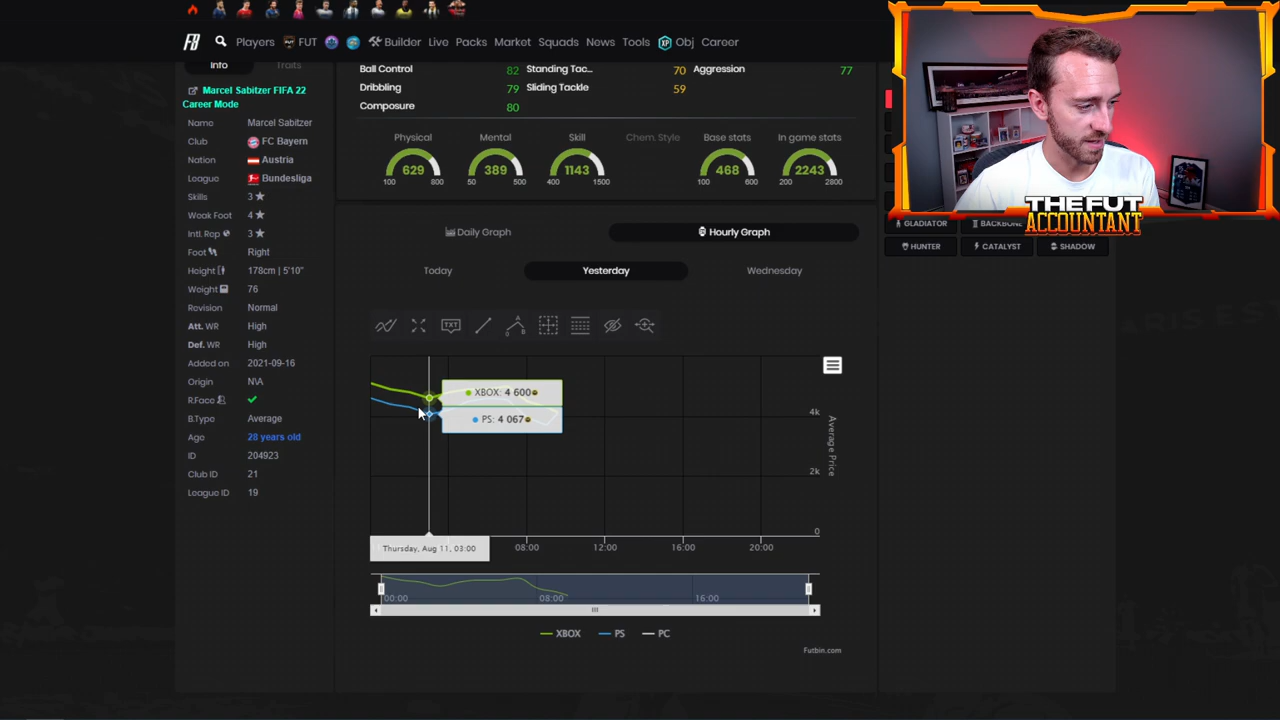 F8 Players FUT Builder Live Packs Market Squads News Tools XP Obj Career
Info Traits
Marcel Sabitzer FIFA 22
Career Mode
Name Marcel Sabitzer
Club FC Bayern
Nation Austria
League Bundesliga
Skills 3
Weak Foot 4
Intl. Rep 3
Foot Right
Height 178cm | 5'10"
Weight 76
Revision Normal
Att. WR High
Def. WR High
Added on 2021-09-16
Origin N\A
R.Face
B.Type Average
Age 28 years old
ID 204923
Club ID 21
League ID 19
Ball Control 82 Standing Tac... 70 Aggression 77
Dribbling 79 Sliding Tackle 59
Composure 80
Physical Mental Skill Chem. Style Base stats In game stats
629 389 1143 468 2243
100 800 50 500 400 1500 100 600 200 2800
Daily Graph Hourly Graph
Today Yesterday Wednesday
TXT
XBOX: 4 600
PS: 4 067
4k
2k
0
Average Price
Thursday, Aug 11, 03:00
08:00 12:00 16:00 20:00
00:00 08:00 16:00
XBOX PS PC
Futbin.com
THE FUT
ACCOUNTANT
GLADIATOR BACKBONE
HUNTER CATALYST SHADOW